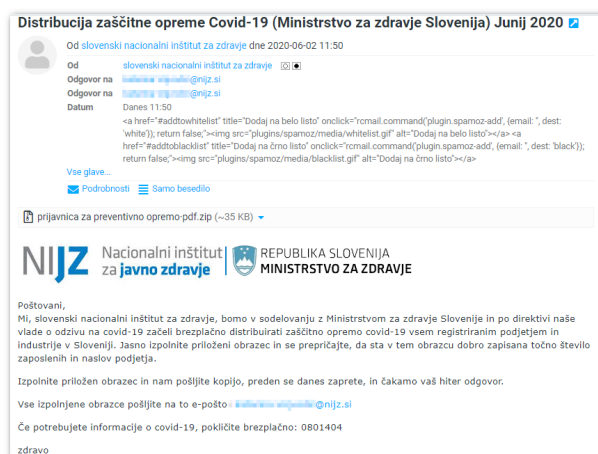 Distribucija zaščitne opreme Covid-19 (Ministrstvo za zdravje Slovenija) Junij 2020
Od slovenski nacionalni inštitut za zdravje dne 2020-06-02 11:50
Od slovenski nacionalni inštitut za zdravje
Odgovor na @nijz.si
Odgovor na @nijz.si
Datum Danes 11:50
<a href="#addtowhitelist" title="Dodaj na belo listo" onclick="rcmail.command('plugin.spamoz-add', {email: '', dest:
'white'}); return false;"><img src="plugins/spamoz/media/whitelist.gif" alt="Dodaj na belo listo"></a> <a
href="#addtoblacklist" title="Dodaj na črno listo" onclick="rcmail.command('plugin.spamoz-add', {email: '', dest: 'black'});
return false;"><img src="plugins/spamoz/media/blacklist.gif" alt="Dodaj na črno listo"></a>
Vse glave...
Podrobnosti Samo besedilo
prijavnica za preventivno opremo·pdf.zip (~35 KB)
NIJZ Nacionalni inštitut za javno zdravje
REPUBLIKA SLOVENIJA
MINISTRSTVO ZA ZDRAVJE
Poštovani,
Mi, slovenski nacionalni inštitut za zdravje, bomo v sodelovanju z Ministrstvom za zdravje Slovenije in po direktivi naše
vlade o odzivu na covid-19 začeli brezplačno distribuirati zaščitno opremo covid-19 vsem registriranim podjetjem in
industrije v Sloveniji. Jasno izpolnite priloženi obrazec in se prepričajte, da sta v tem obrazcu dobro zapisana točno število
zaposlenih in naslov podjetja.
Izpolnite priložen obrazec in nam pošljite kopijo, preden se danes zaprete, in čakamo vaš hiter odgovor.
Vse izpolnjene obrazce pošljite na to e-pošto @nijz.si
Če potrebujete informacije o covid-19, pokličite brezplačno: 0801404
zdravo